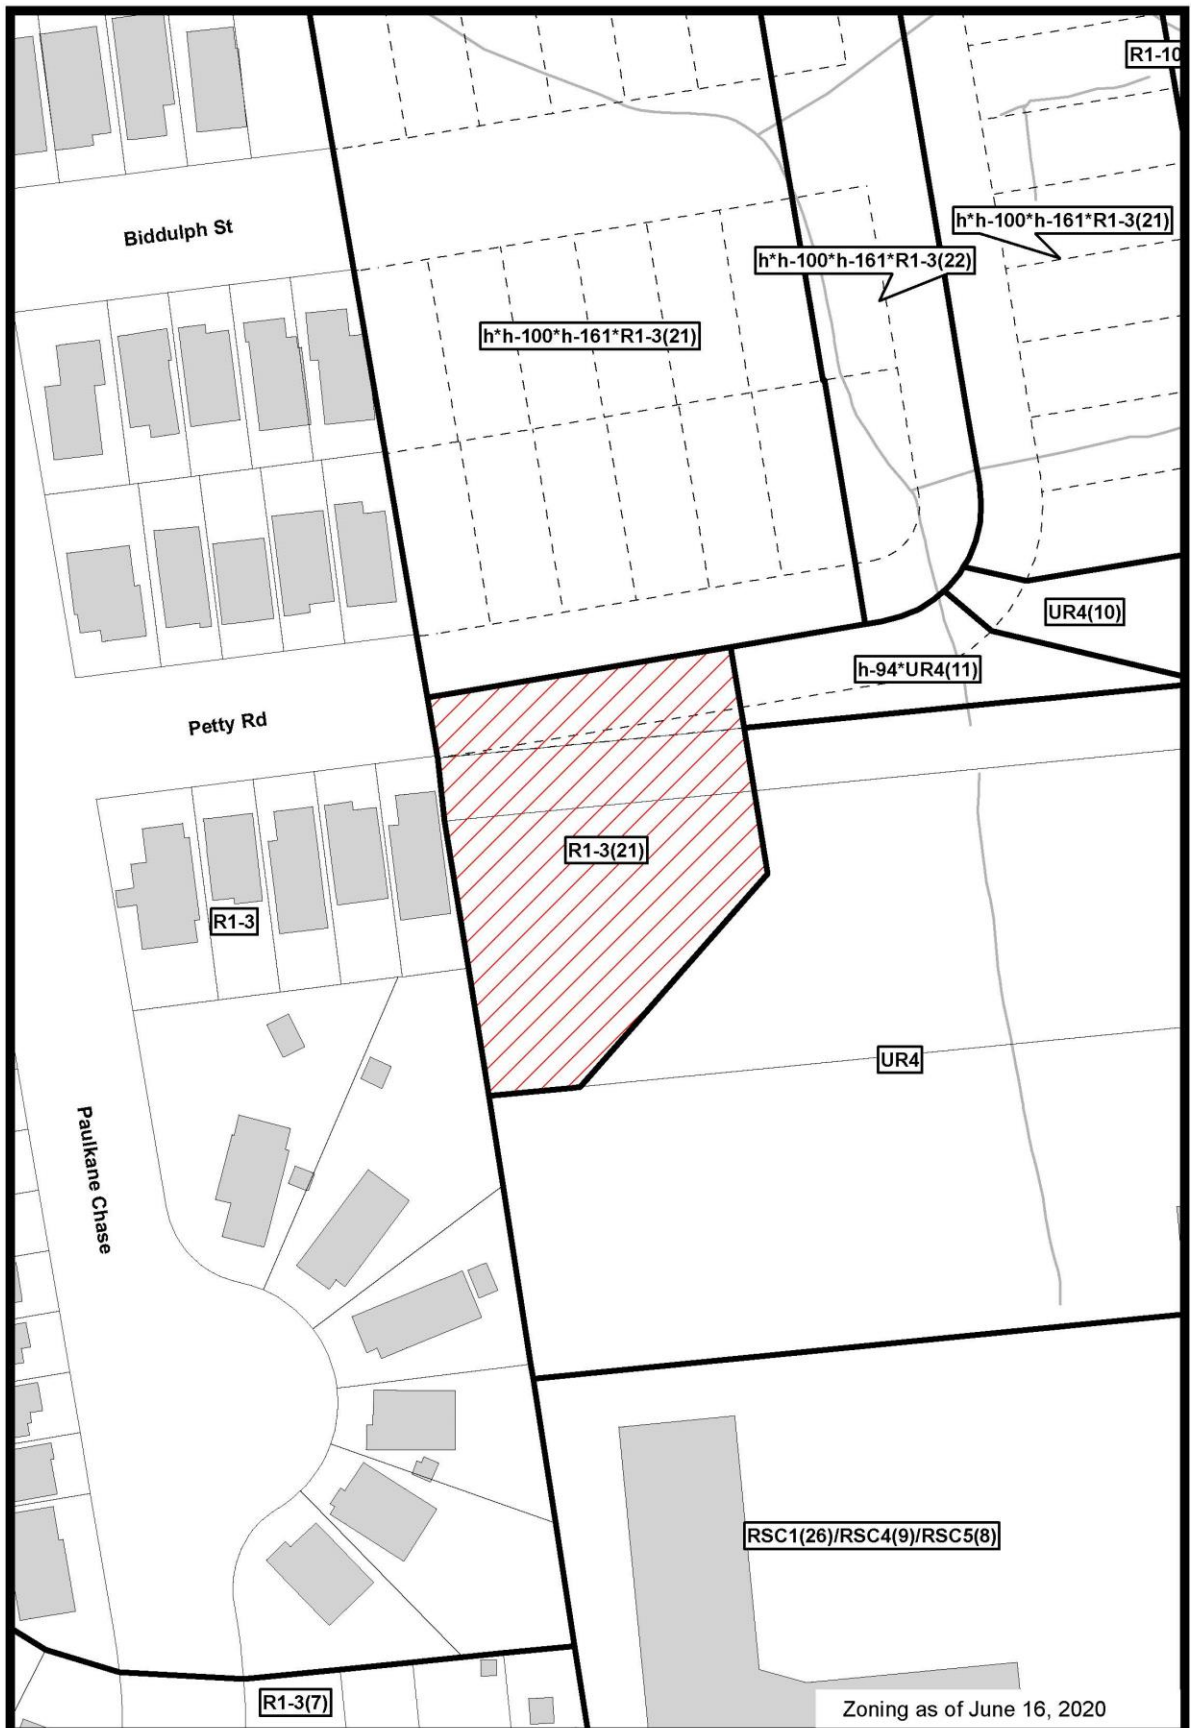 R1-10
Biddulph St
h*h-100*h-161*R1-3(21)
h*h-100*h-161*R1-3(22)
h*h-100*h-161*R1-3(21)
UR4(10)
h-94*UR4(11)
Petty Rd
R1-3(21)
R1-3
UR4
Paulkane Chase
RSC1(26)/RSC4(9)/RSC5(8)
R1-3(7)
Zoning as of June 16, 2020